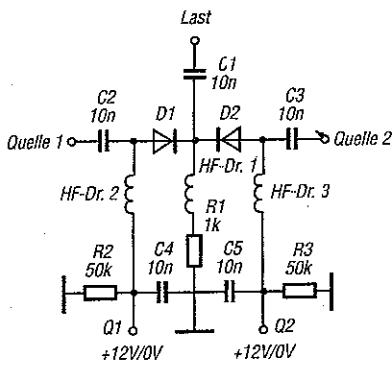 Last
C1
10n
C2
10n
D1
D2
C3
10n
Quelle 1
Quelle 2
HF-Dr. 1
HF-Dr. 2
R1
1k
HF-Dr. 3
R2
50k
C4
10n
C5
10n
R3
50k
Q1
Q2
+12V/0V
+12V/0V